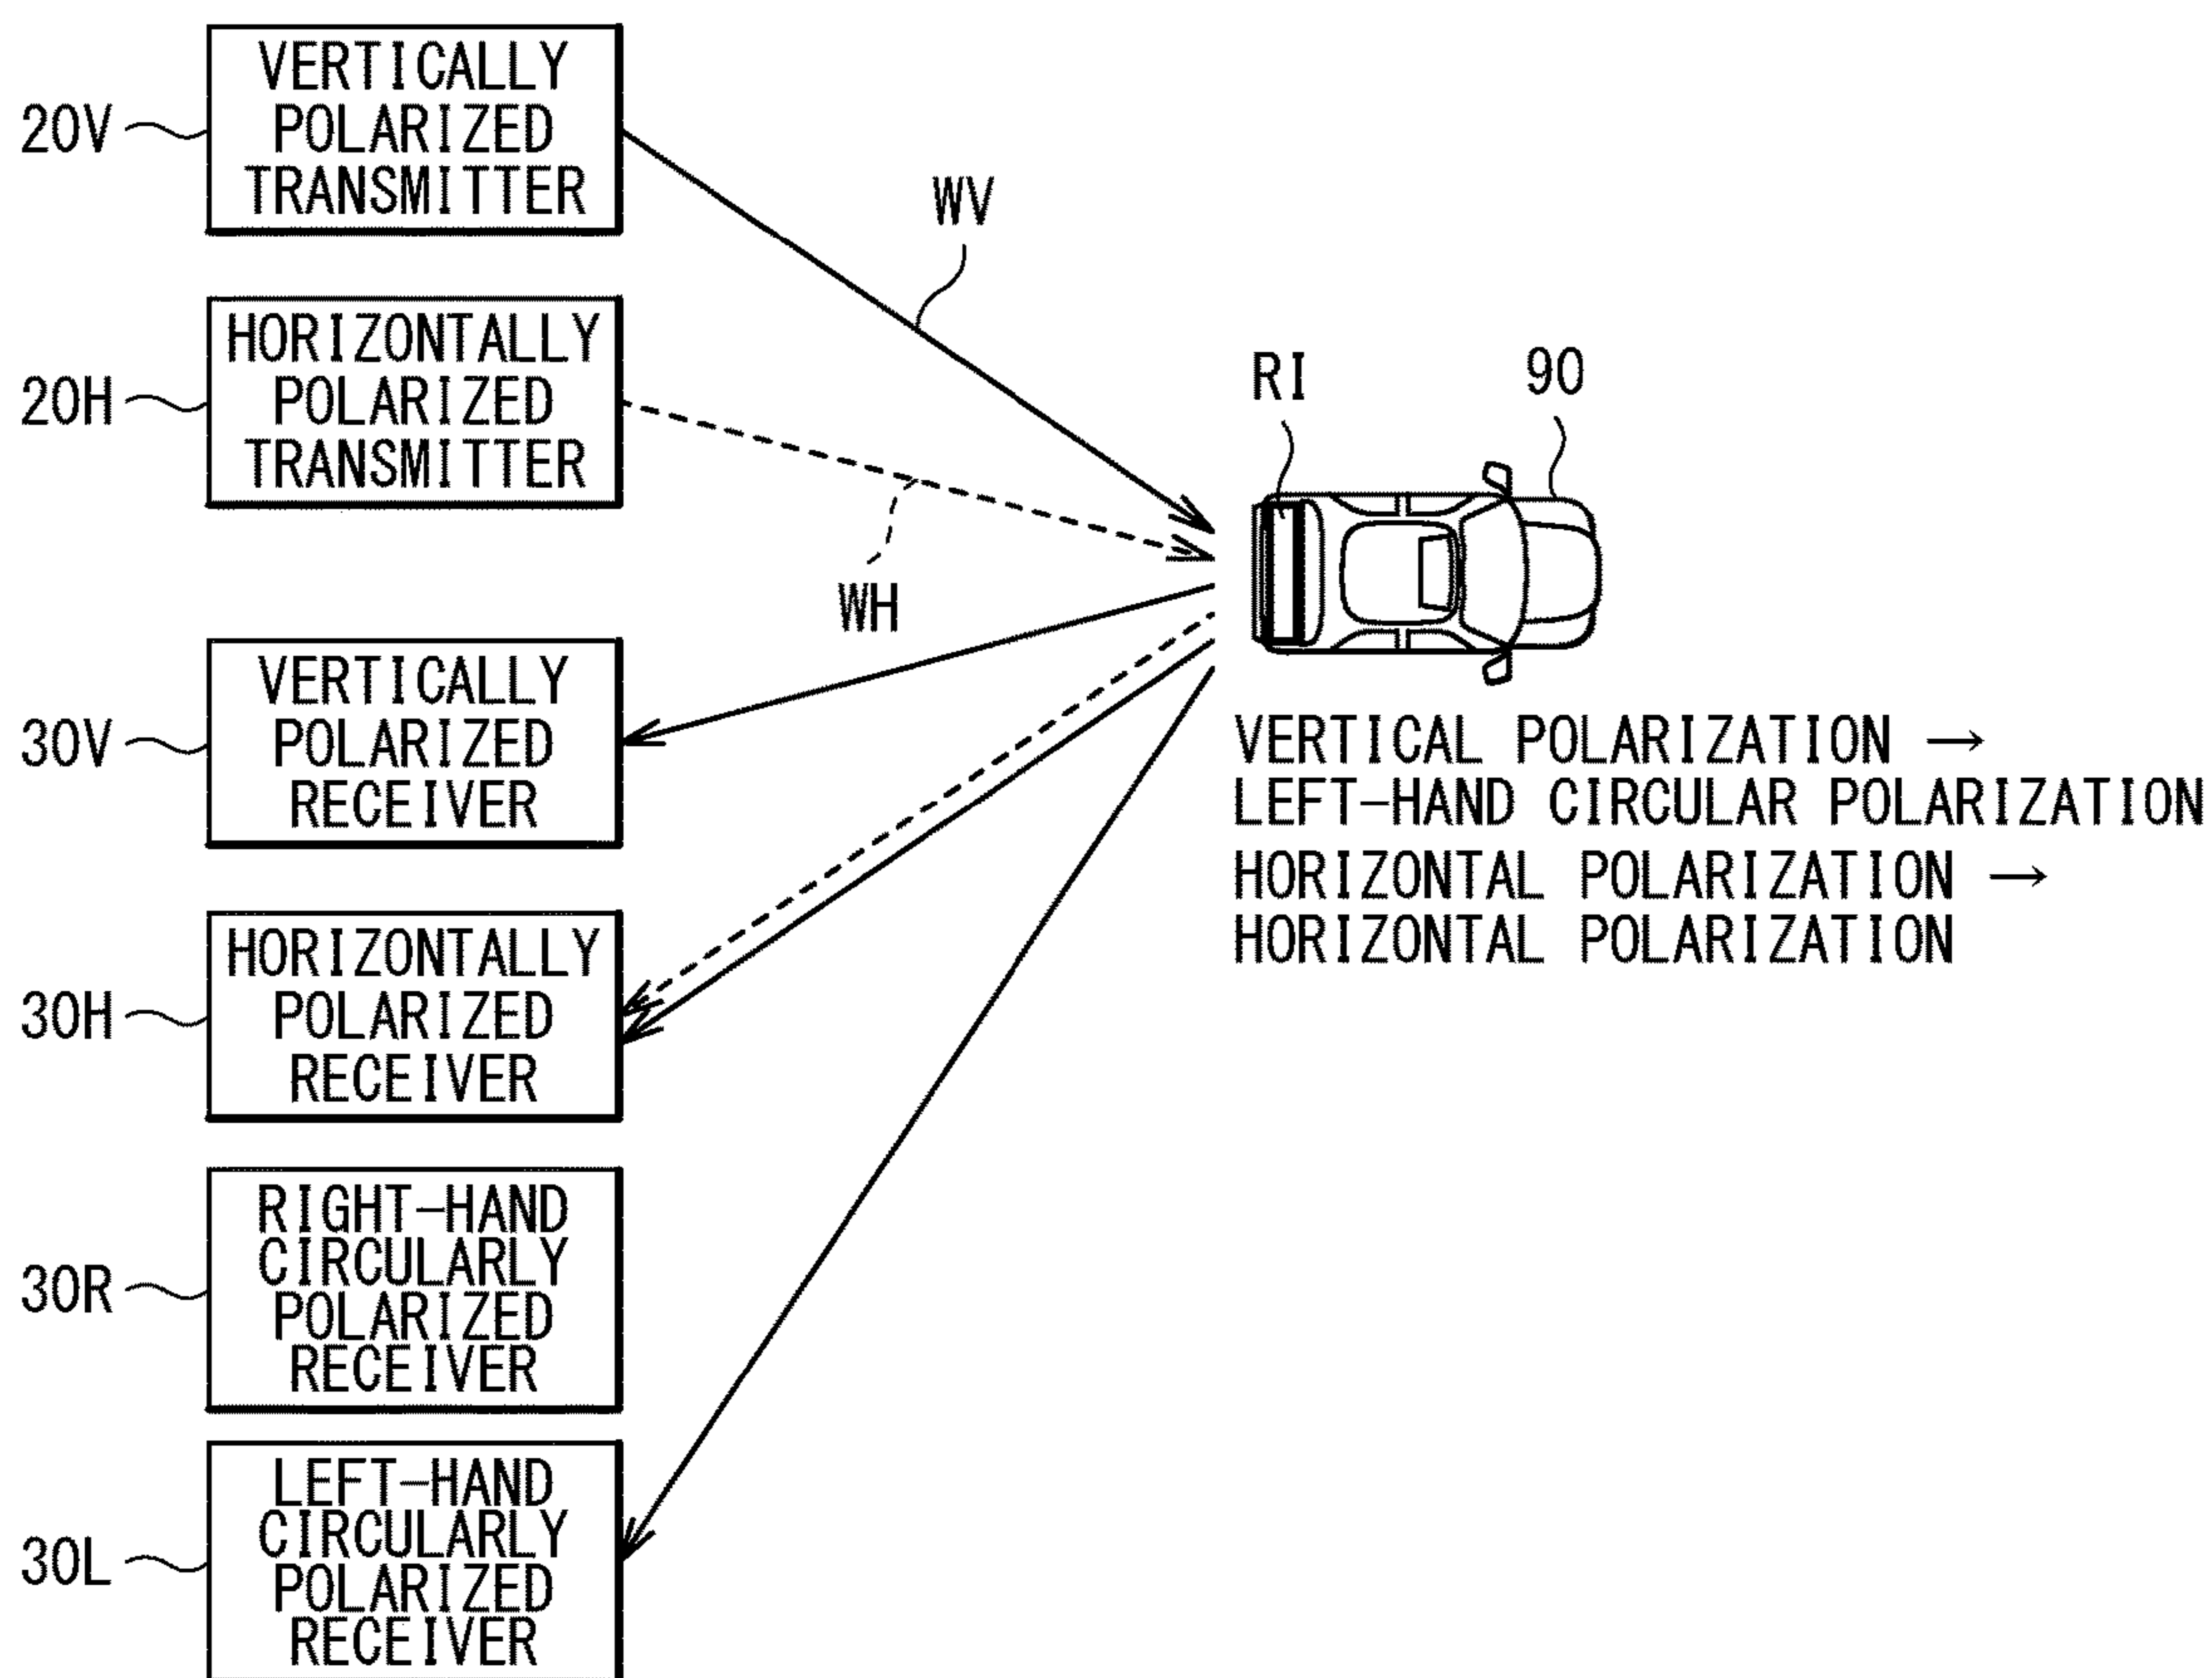 VERTICALLY
POLARIZED
TRANSMITTER
20V
WV
HORIZONTALLY
POLARIZED
TRANSMITTER
20H
WH
RI
90
VERTICALLY
POLARIZED
RECEIVER
30V
VERTICAL POLARIZATION →
LEFT-HAND CIRCULAR POLARIZATION
HORIZONTAL POLARIZATION →
HORIZONTAL POLARIZATION
HORIZONTALLY
POLARIZED
RECEIVER
30H
RIGHT-HAND
CIRCULARLY
POLARIZED
RECEIVER
30R
LEFT-HAND
CIRCULARLY
POLARIZED
RECEIVER
30L